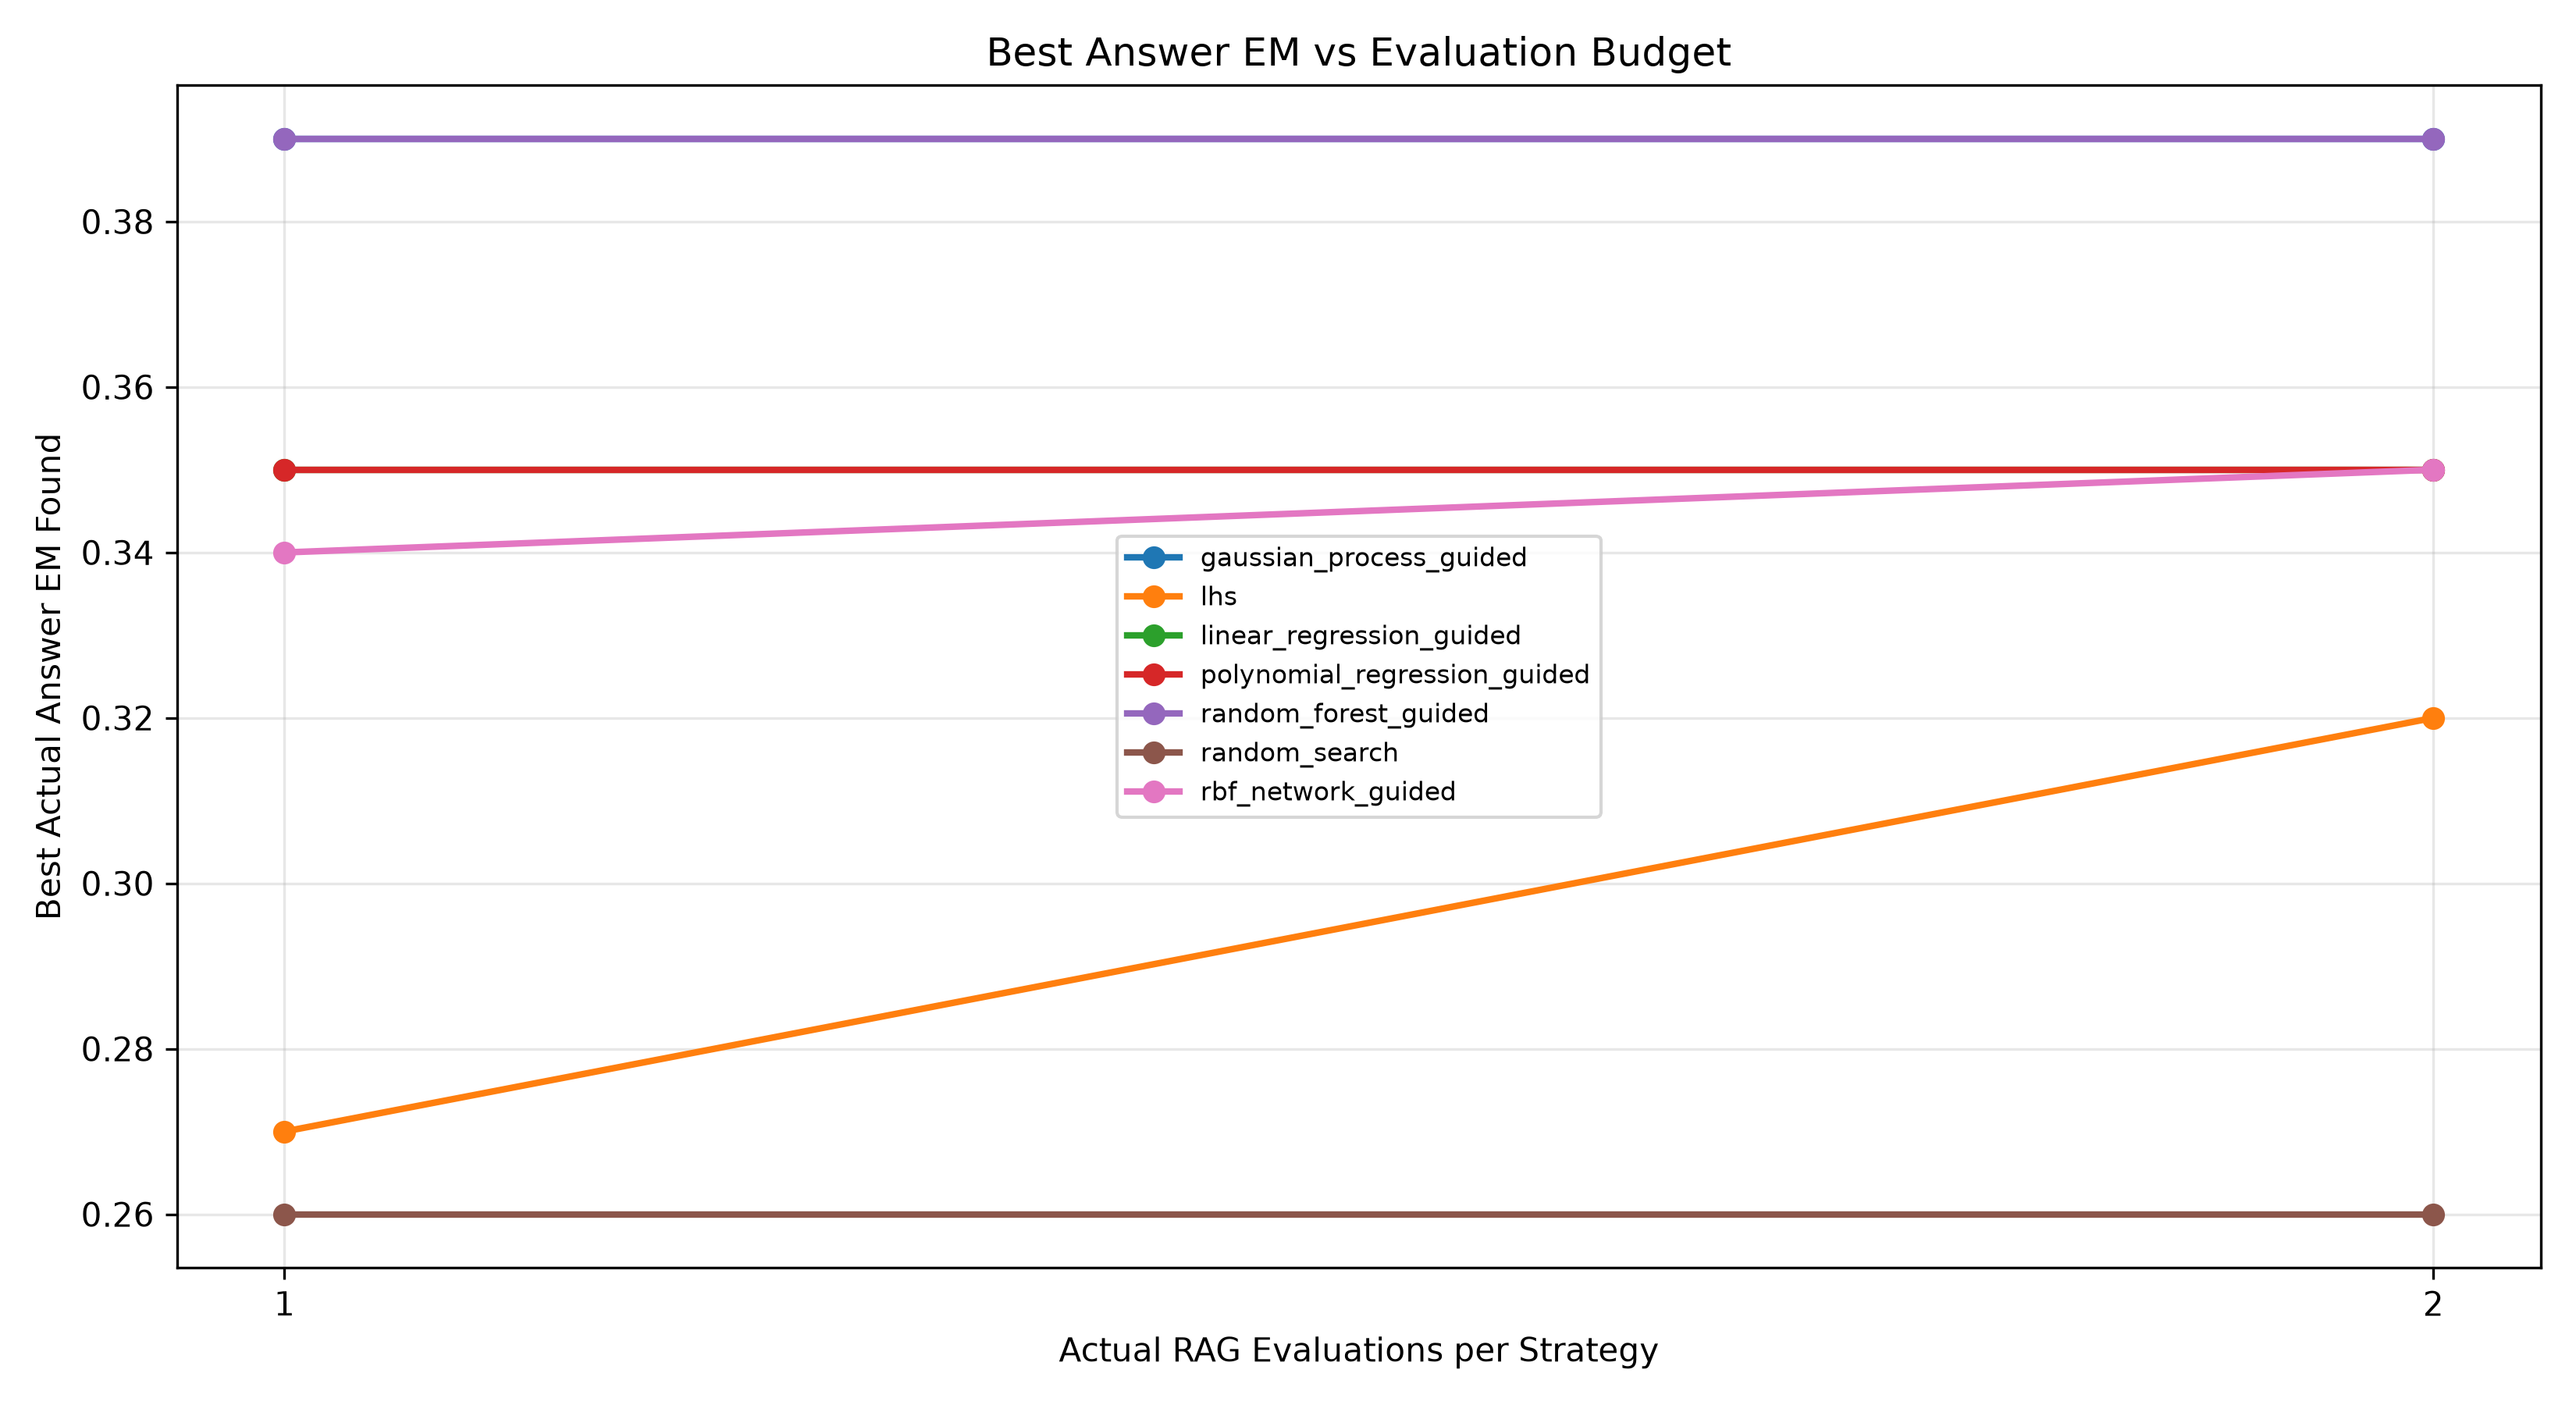 Best Answer EM vs Evaluation Budget
Best Actual Answer EM Found
0.38
0.36
0.34
0.32
0.30
0.28
0.26
gaussian_process_guided
lhs
linear_regression_guided
polynomial_regression_guided
random_forest_guided
random_search
rbf_network_guided
1
2
Actual RAG Evaluations per Strategy